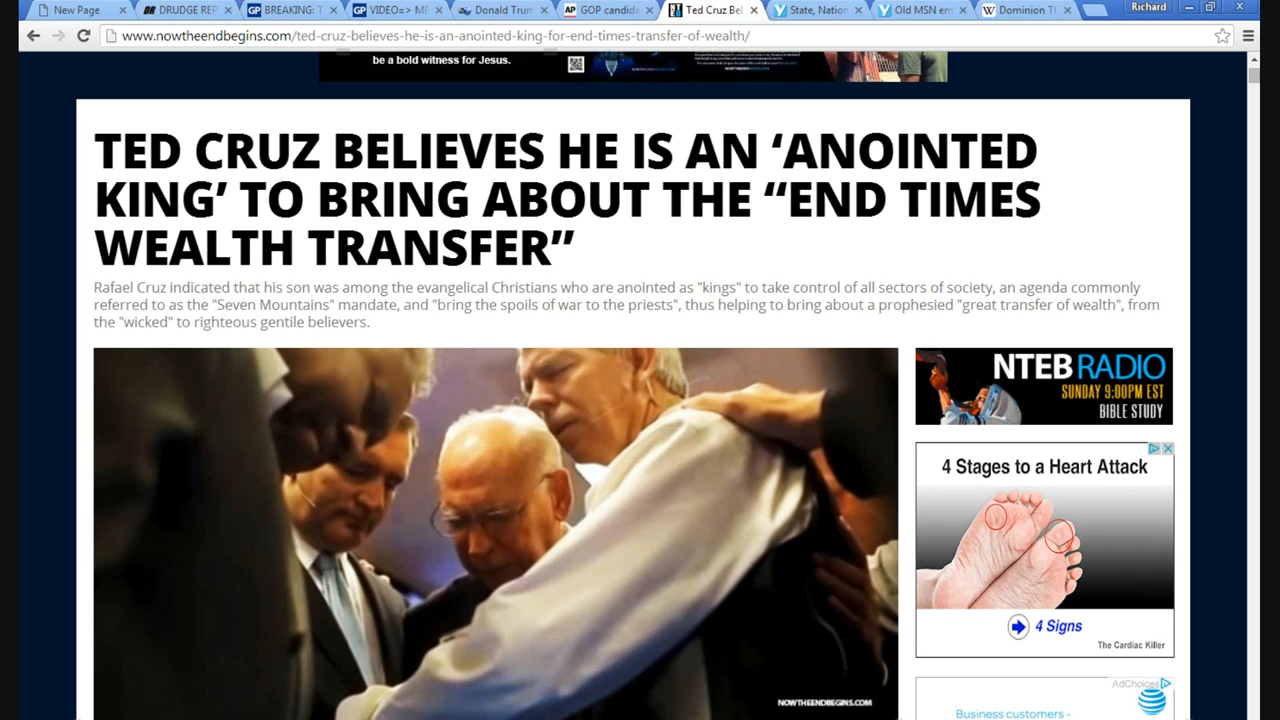 New Page
DRUDGE REP
BREAKING: T
VIDEO=> ME
Donald Trum
GOP candida
Ted Cruz Bel
State, Nation
Old MSN em
Dominion Th
Richard
www.nowtheendbegins.com/ted-cruz-believes-he-is-an-anointed-king-for-end-times-transfer-of-wealth/
be a bold witness for Jesus.
TED CRUZ BELIEVES HE IS AN ‘ANOINTED
KING’ TO BRING ABOUT THE “END TIMES
WEALTH TRANSFER”
Rafael Cruz indicated that his son was among the evangelical Christians who are anointed as "kings" to take control of all sectors of society, an agenda commonly
referred to as the "Seven Mountains" mandate, and "bring the spoils of war to the priests", thus helping to bring about a prophesied "great transfer of wealth", from
the "wicked" to righteous gentile believers.
NTEB RADIO
SUNDAY 9:00PM EST
BIBLE STUDY
4 Stages to a Heart Attack
4 Signs
The Cardiac Killer
NOWTHEENDBEGINS.COM
AdChoices
at&t
Business customers -